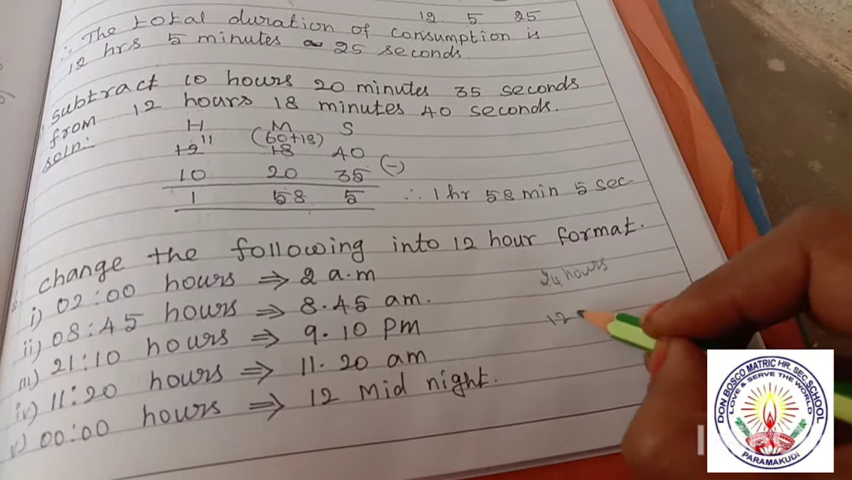 12 5 25
∴ The total duration of consumption is
12 hrs 5 minutes ~ 25 seconds
Subtract 10 hours 20 minutes 35 seconds
from 12 hours 18 minutes 40 seconds.
soln:
H M S
11 (60+18)
12 18 40
10 20 35 (-)
1 58 5 ∴ 1 hr 58 min 5 sec
change the following into 12 hour format.
i) 02:00 hours ⇒ 2 a.m
ii) 08:45 hours ⇒ 8.45 am.
iii) 21:10 hours ⇒ 9.10 pm
iv) 11:20 hours ⇒ 11.20 am
v) 00:00 hours ⇒ 12 Mid night.
24 hours
12
DON BOSCO MATRIC HR. SEC SCHOOL
LOVE & SERVE THE WORLD
PARAMAKUDI